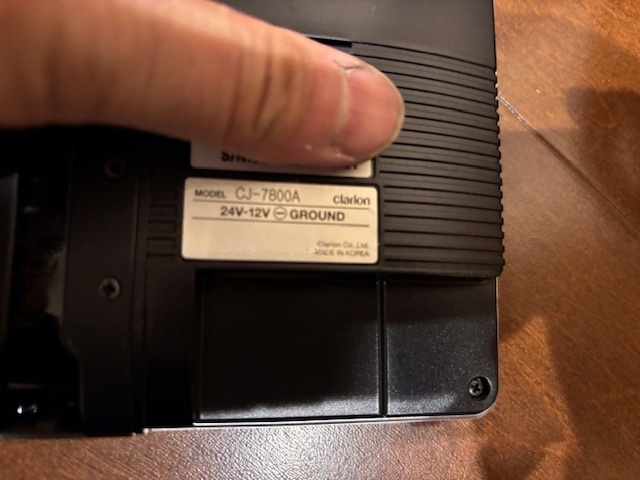 MODEL CJ-7800A clarion
24V-12V ⊖ GROUND
Clarion Co.,Ltd.
MADE IN KOREA